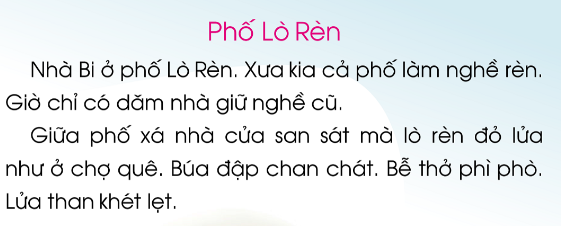 Phố Lò Rèn
Nhà Bi ở phố Lò Rèn. Xưa kia cả phố làm nghề rèn.
Giờ chỉ có dăm nhà giữ nghề cũ.
Giữa phố xá nhà cửa san sát mà lò rèn đỏ lửa
như ở chợ quê. Búa đập chan chát. Bễ thở phì phò.
Lửa than khét lẹt.